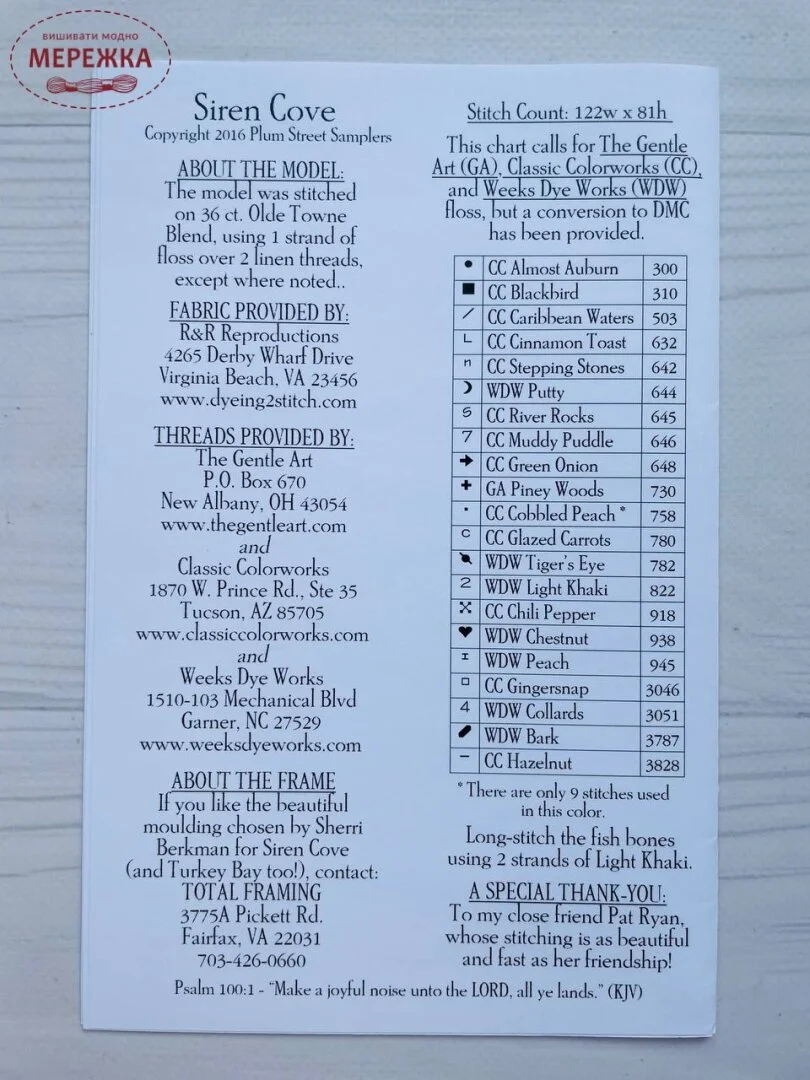 вишивати модно
МЕРЕЖКА
Siren Cove
Copyright 2016 Plum Street Samplers
ABOUT THE MODEL:
The model was stitched
on 36 ct. Olde Towne
Blend, using 1 strand of
floss over 2 linen threads,
except where noted..
FABRIC PROVIDED BY:
R&R Reproductions
4265 Derby Wharf Drive
Virginia Beach, VA 23456
www.dyeing2stitch.com
THREADS PROVIDED BY:
The Gentle Art
P.O. Box 670
New Albany, OH 43054
www.thegentleart.com
and
Classic Colorworks
1870 W. Prince Rd., Ste 35
Tucson, AZ 85705
www.classiccolorworks.com
and
Weeks Dye Works
1510-103 Mechanical Blvd
Garner, NC 27529
www.weeksdyeworks.com
ABOUT THE FRAME
If you like the beautiful
moulding chosen by Sherri
Berkman for Siren Cove
(and Turkey Bay too!), contact:
TOTAL FRAMING
3775A Pickett Rd.
Fairfax, VA 22031
703-426-0660
Stitch Count: 122w x 81h
This chart calls for The Gentle
Art (GA), Classic Colorworks (CC),
and Weeks Dye Works (WDW)
floss, but a conversion to DMC
has been provided.
• CC Almost Auburn 300
■ CC Blackbird 310
/ CC Caribbean Waters 503
L CC Cinnamon Toast 632
n CC Stepping Stones 642
☽ WDW Putty 644
S CC River Rocks 645
7 CC Muddy Puddle 646
➔ CC Green Onion 648
✚ GA Piney Woods 730
· CC Cobbled Peach * 758
C CC Glazed Carrots 780
WDW Tiger's Eye 782
2 WDW Light Khaki 822
CC Chili Pepper 918
♥ WDW Chestnut 938
I WDW Peach 945
□ CC Gingersnap 3046
4 WDW Collards 3051
WDW Bark 3787
– CC Hazelnut 3828
* There are only 9 stitches used
in this color.
Long-stitch the fish bones
using 2 strands of Light Khaki.
A SPECIAL THANK-YOU:
To my close friend Pat Ryan,
whose stitching is as beautiful
and fast as her friendship!
Psalm 100:1 - "Make a joyful noise unto the LORD, all ye lands." (KJV)